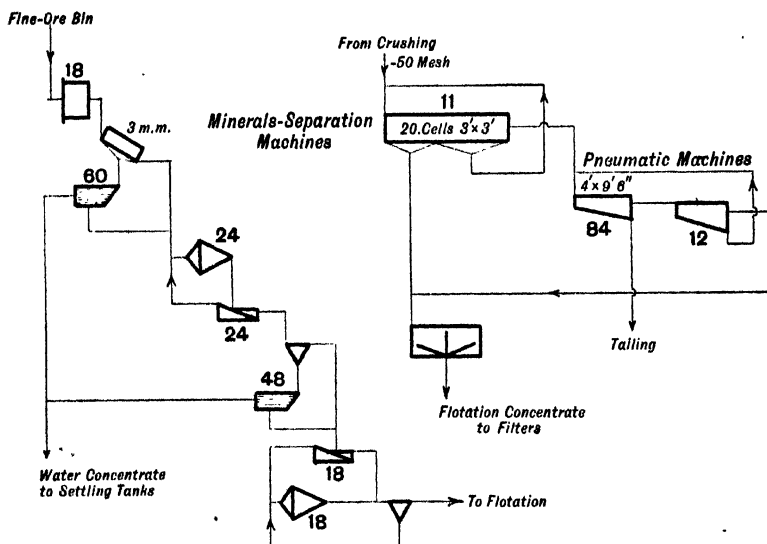 Fine-Ore Bin
18
3 m.m.
60
24
24
48
Water Concentrate
to Settling Tanks
18
18
To Flotation
From Crushing
-50 Mesh
11
Minerals-Separation
Machines
20.Cells 3'×3'
Pneumatic Machines
4'×9'6"
84
12
Tailing
Flotation Concentrate
to Filters